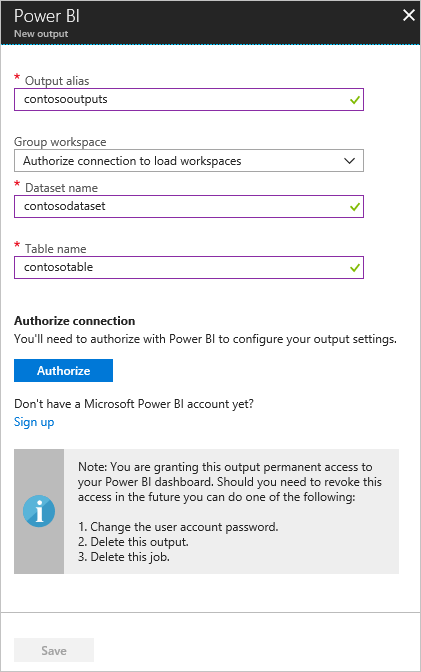 Power BI
New output
* Output alias
contosooutputs
Group workspace
Authorize connection to load workspaces
* Dataset name
contosodataset
* Table name
contosotable
Authorize connection
You'll need to authorize with Power BI to configure your output settings.
Authorize
Don't have a Microsoft Power BI account yet?
Sign up
Note: You are granting this output permanent access to
your Power BI dashboard. Should you need to revoke this
access in the future you can do one of the following:
1. Change the user account password.
2. Delete this output.
3. Delete this job.
Save